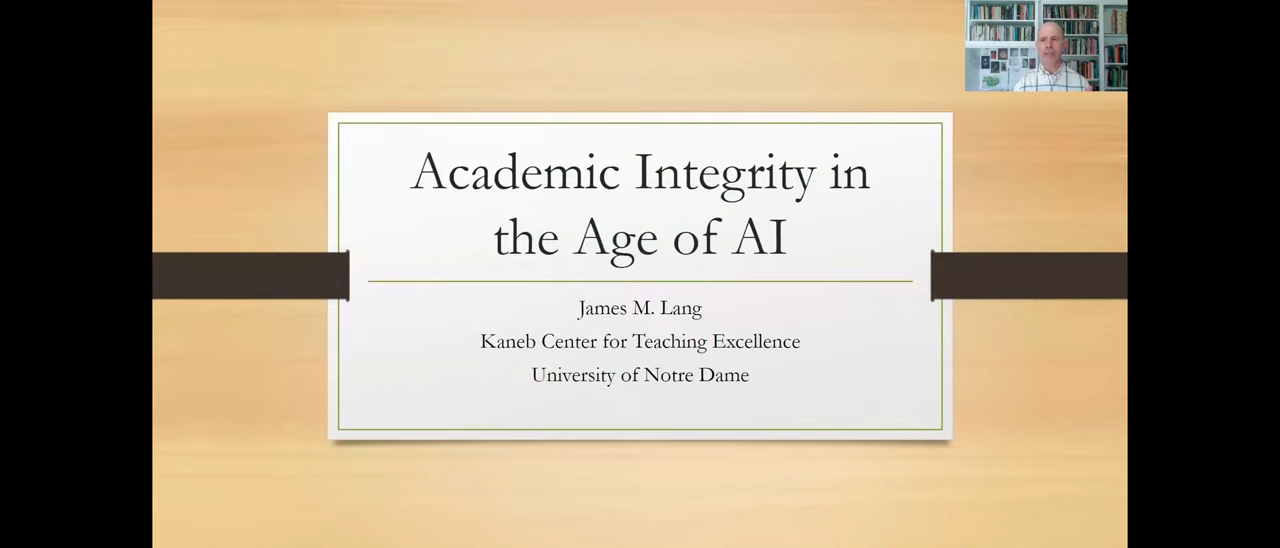 Academic Integrity in
the Age of AI
James M. Lang
Kaneb Center for Teaching Excellence
University of Notre Dame